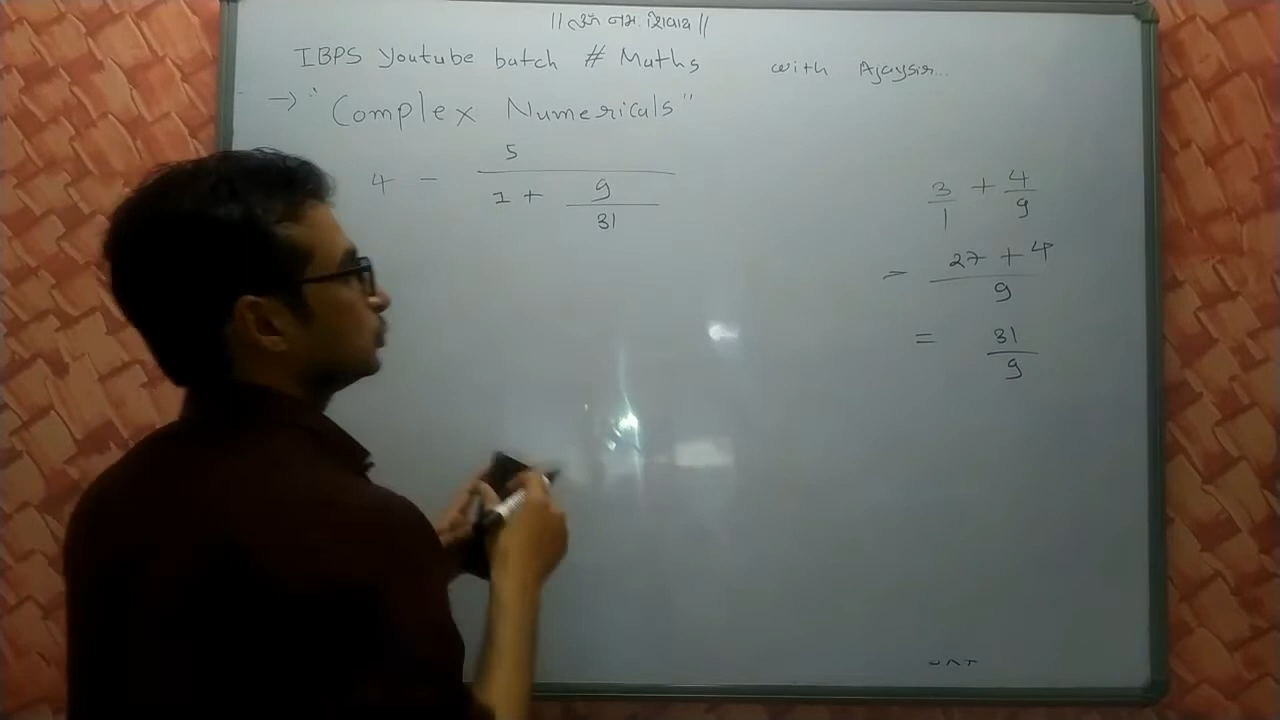 || ॐ નમઃ શિવાય ||
IBPS Youtube batch # Maths with Ajaysir...
→ "Complex Numericals"
5
4 - 1 + 9
31
3 + 4
1 9
= 27 + 4
9
= 31
9